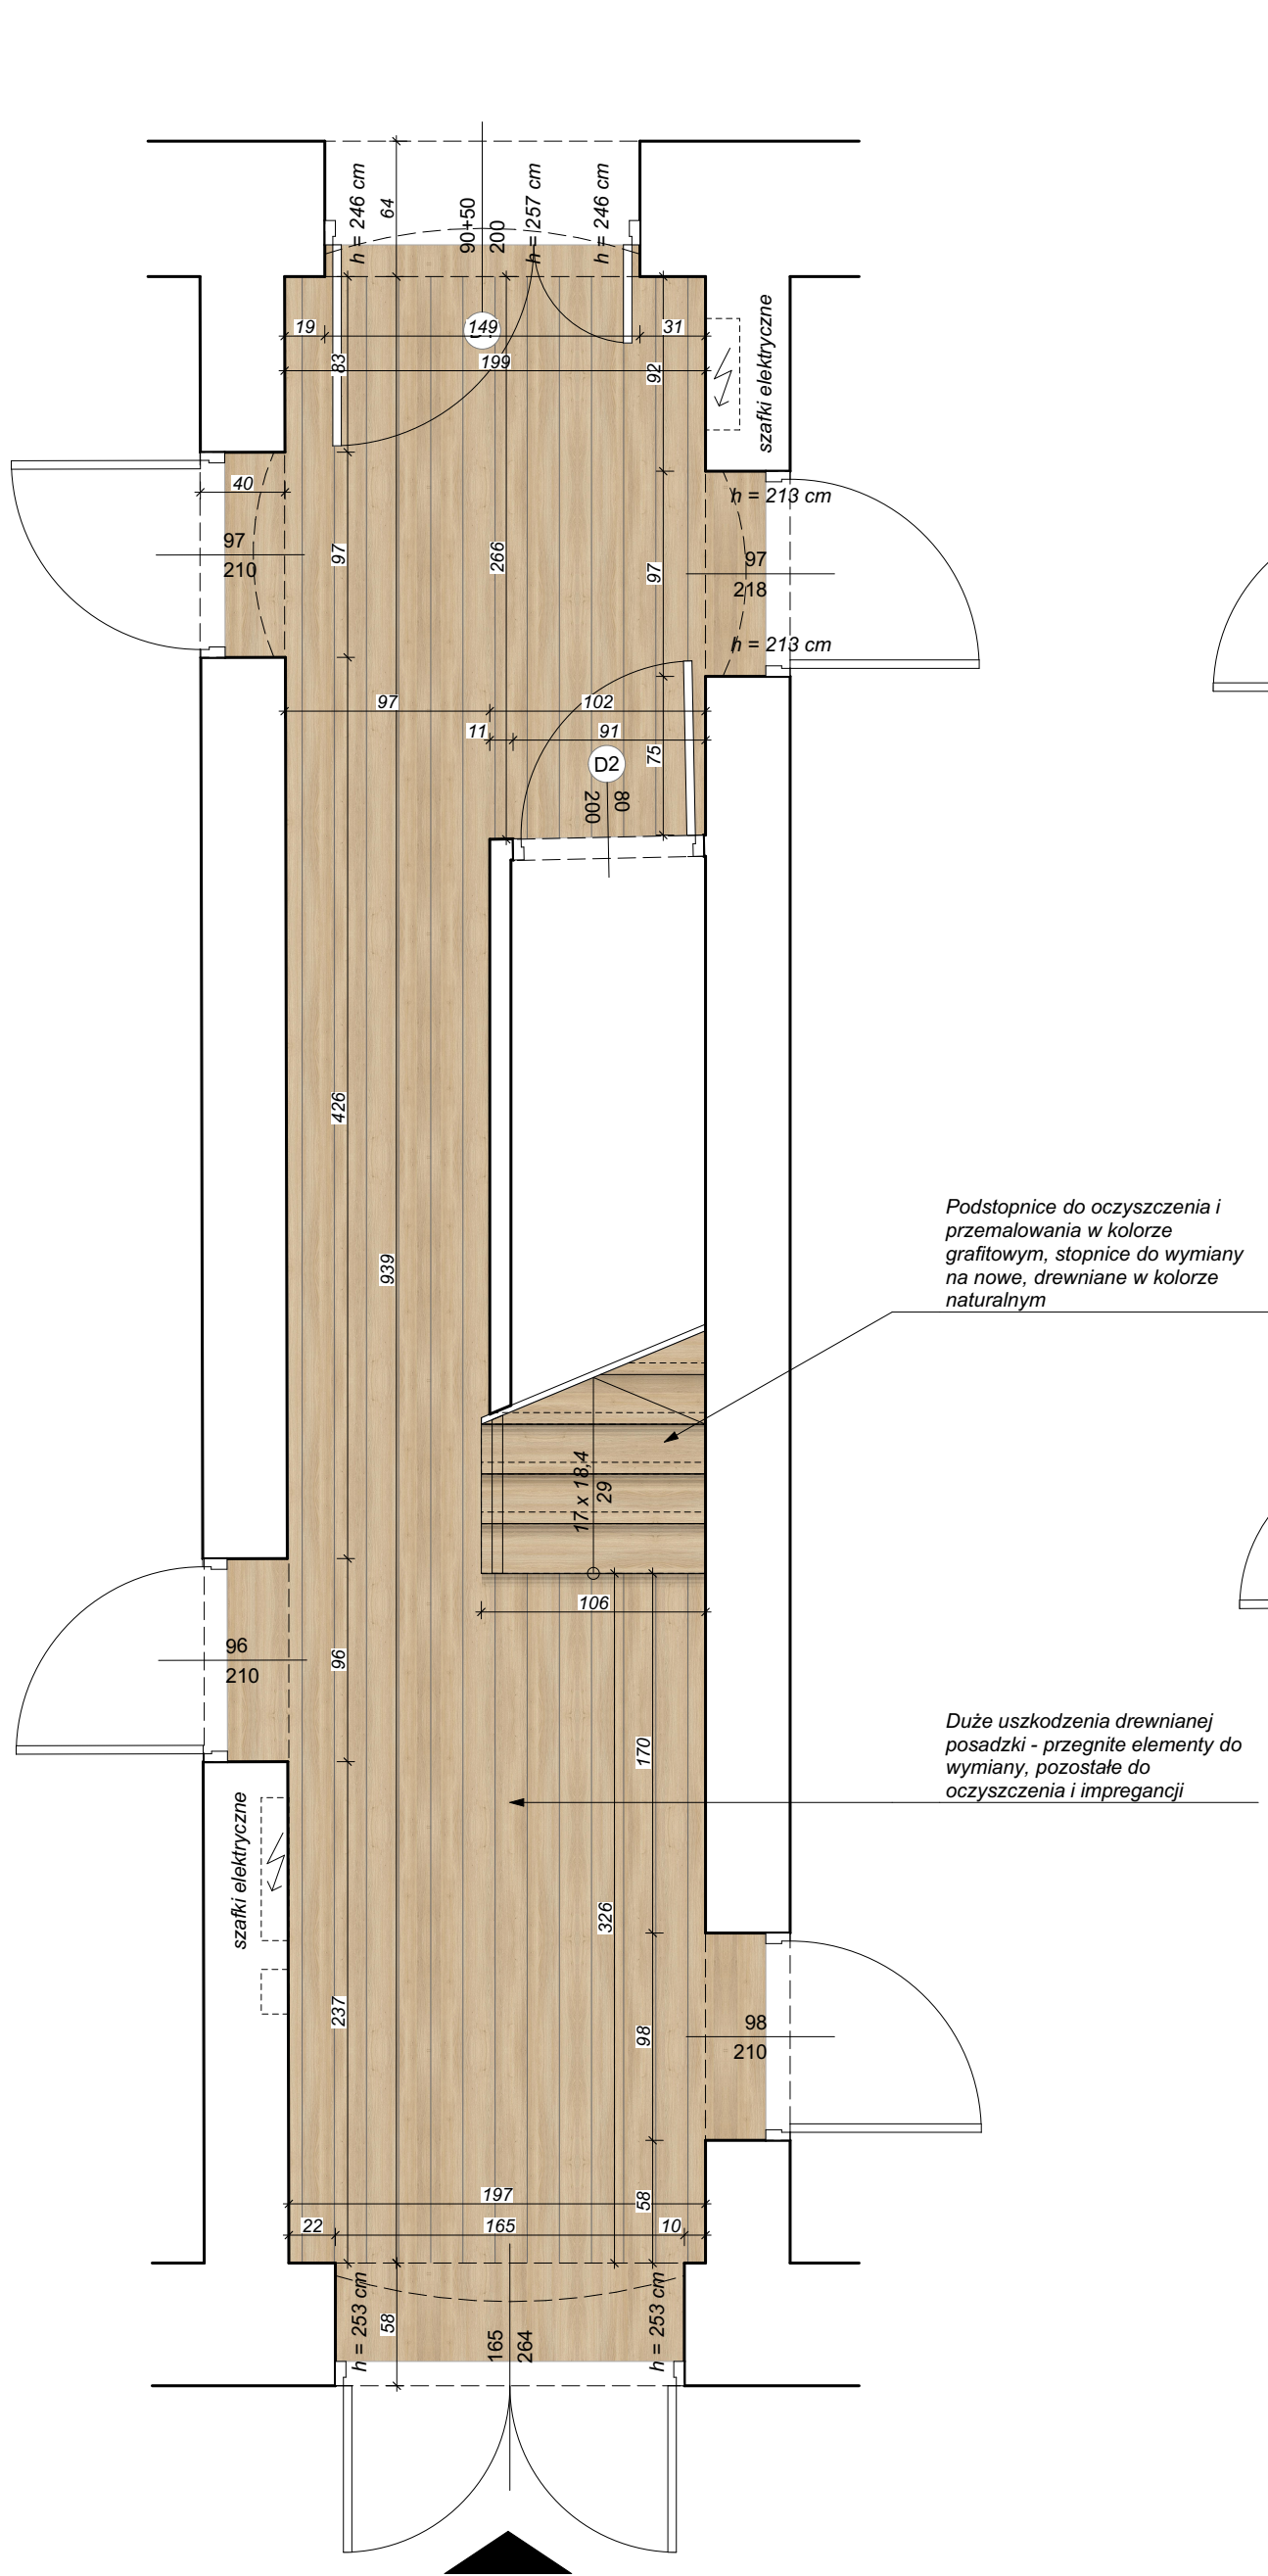 h = 246 cm
64
90+50
200
h = 257 cm
h = 246 cm
19
149
31
199
83
92
szafki elektryczne
40
h = 213 cm
97
210
97
266
97
97
218
h = 213 cm
97
102
11
91
75
D2
80
200
426
939
Podstopnice do oczyszczenia i
przemalowania w kolorze
grafitowym, stopnice do wymiany
na nowe, drewniane w kolorze
naturalnym
17 x 18,4
29
106
96
210
96
170
Duże uszkodzenia drewnianej
posadzki - przegnite elementy do
wymiany, pozostałe do
oczyszczenia i impregancji
szafki elektryczne
326
237
98
98
210
197
58
22
165
10
h = 253 cm
58
165
264
h = 253 cm